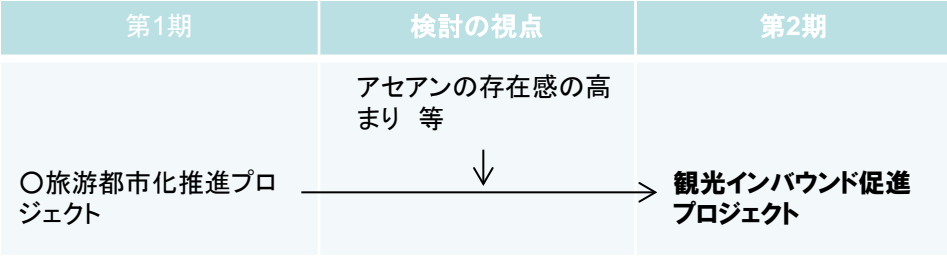 第1期
検討の視点
第2期
アセアンの存在感の高
まり　等
○旅游都市化推進プロ
ジェクト
観光インバウンド促進
プロジェクト